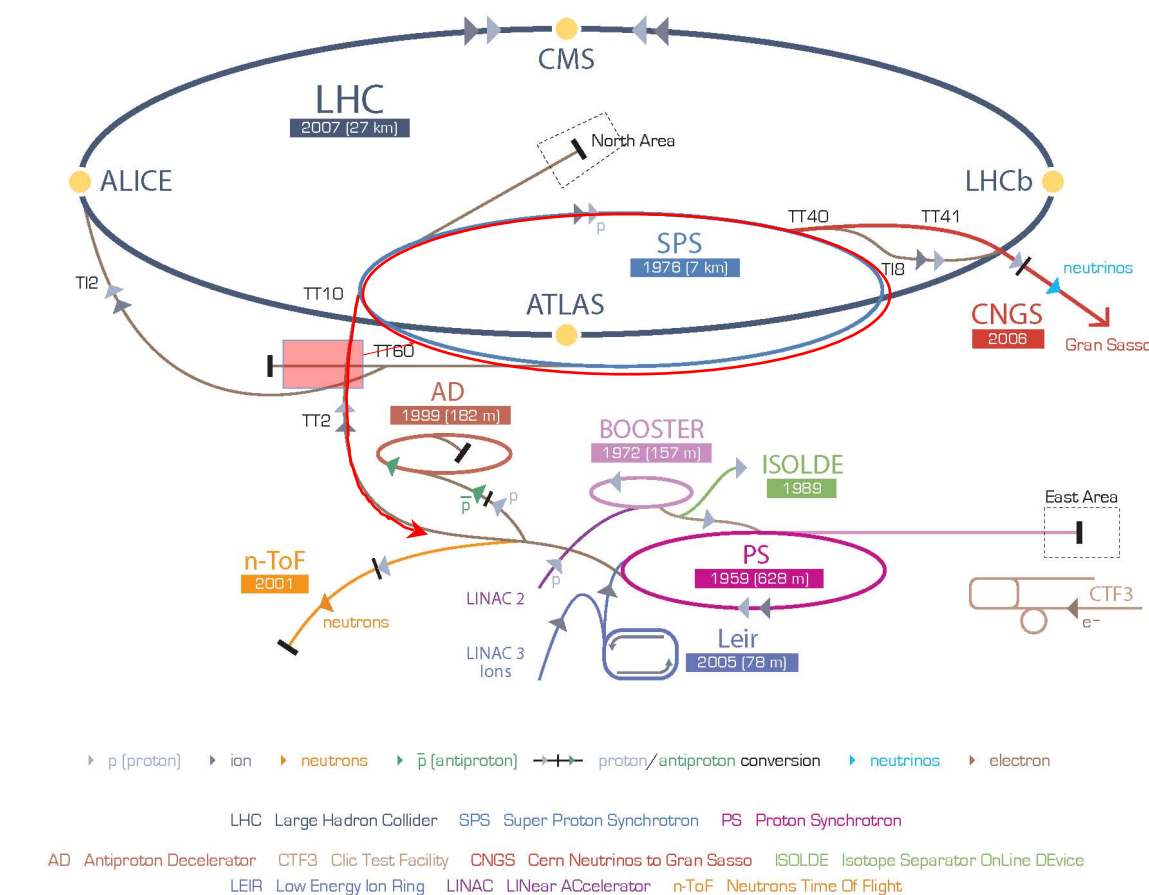 CMS
LHC
2007 (27 km)
North Area
ALICE
LHCb
p
TT40
TT41
SPS
1976 (7 km)
TI8
neutrinos
TI2
TT10
ATLAS
CNGS
2006
Gran Sasso
TT60
AD
1999 (182 m)
TT2
BOOSTER
1972 (157 m)
ISOLDE
1989
p̅
p
East Area
n-ToF
2001
PS
1959 (628 m)
p
LINAC 2
CTF3
e-
neutrons
LINAC 3
Ions
Leir
2005 (78 m)
p (proton) ion neutrons p̅ (antiproton) proton/antiproton conversion neutrinos electron
LHC Large Hadron Collider SPS Super Proton Synchrotron PS Proton Synchrotron
AD Antiproton Decelerator CTF3 Clic Test Facility CNGS Cern Neutrinos to Gran Sasso ISOLDE Isotope Separator OnLine DEvice
LEIR Low Energy Ion Ring LINAC LINear ACcelerator n-ToF Neutrons Time Of Flight